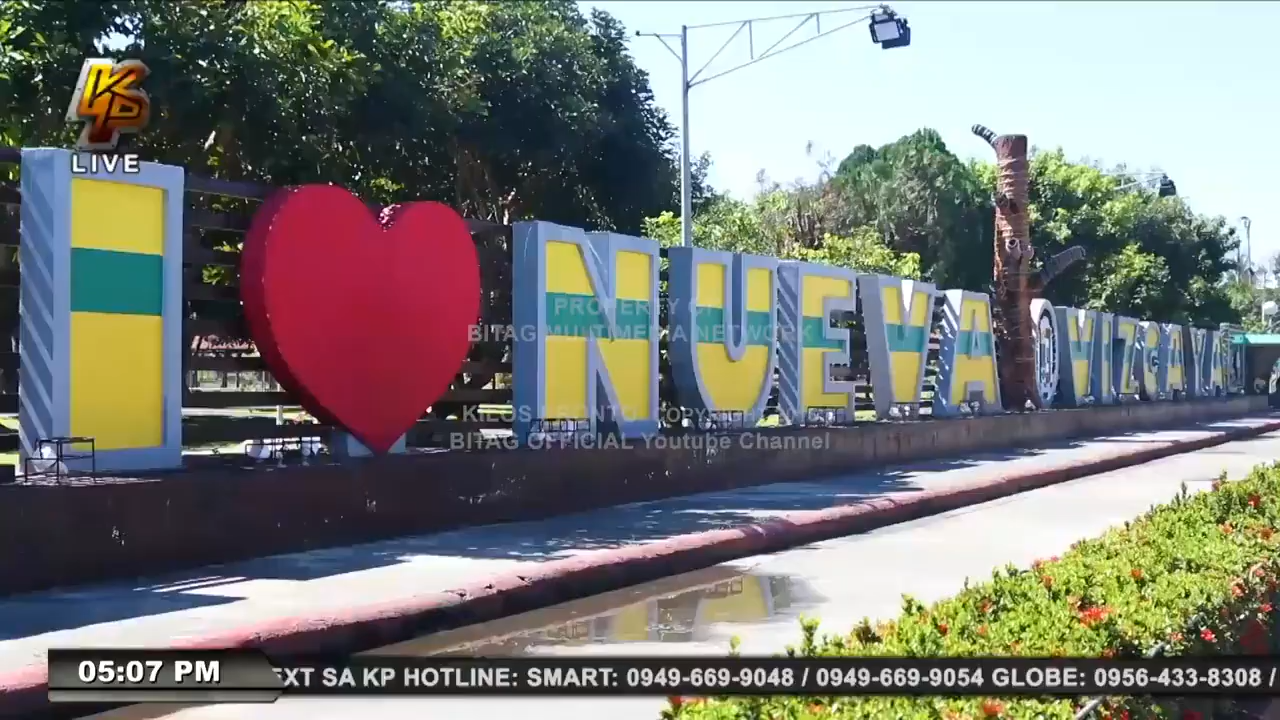 KP
LIVE
I NUEVA VIZCAYA
PROPERTY OF
BITAG MULTIMEDIA NETWORK
BITAG OFFICIAL Youtube Channel
05:07 PM
EXT SA KP HOTLINE: SMART: 0949-669-9048 / 0949-669-9054 GLOBE: 0956-433-8308 /